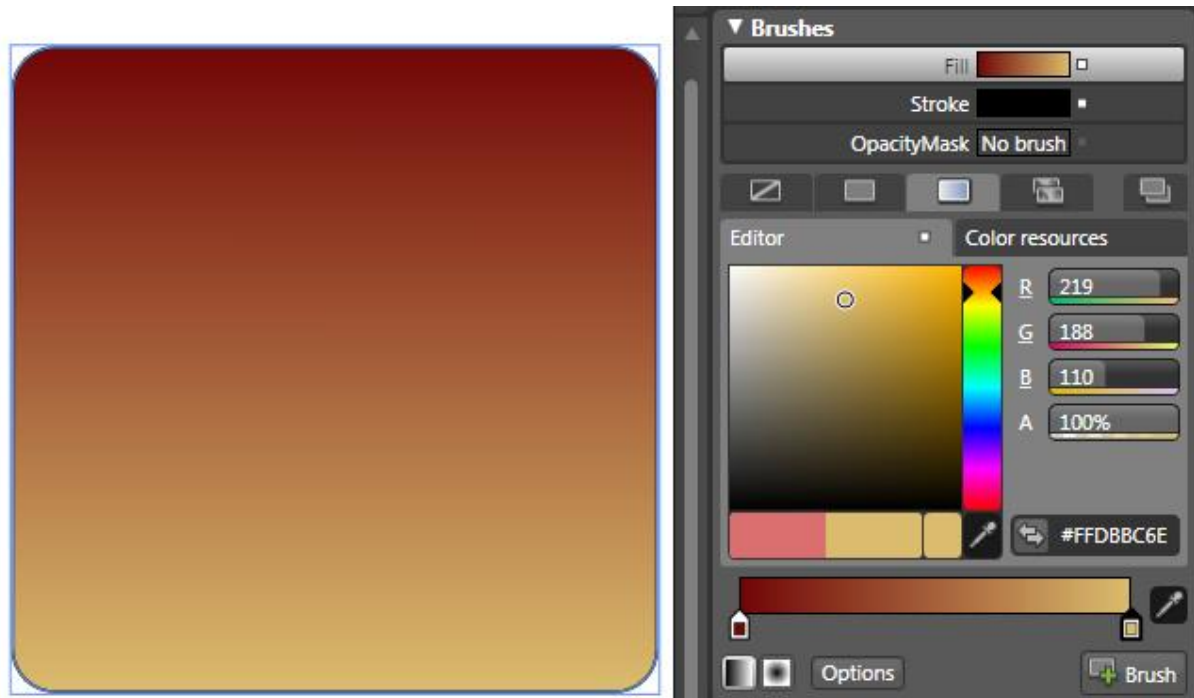 Brushes
Fill
Stroke
OpacityMask No brush
Editor Color resources
R 219
G 188
B 110
A 100%
#FFDBBC6E
Options Brush